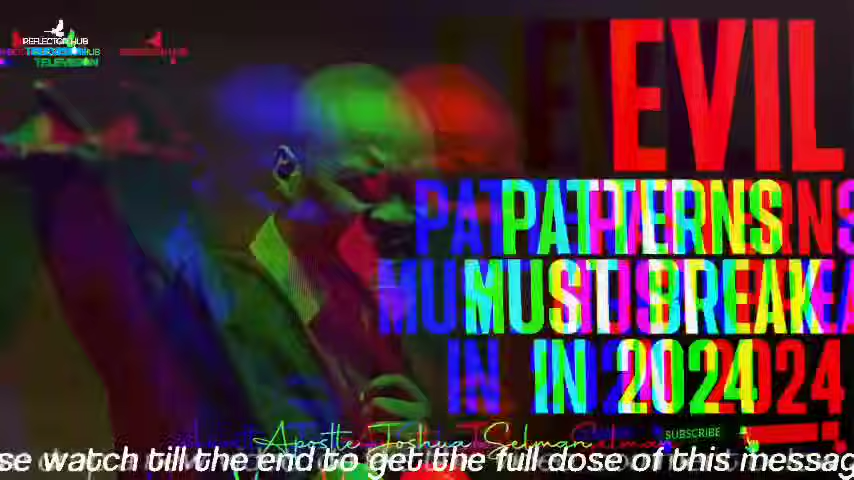 REFLECTOR HUB
TELEVISION
EVIL
PATTERNS
MUST BREAK
IN 2024
Apostle Joshua Selman
SUBSCRIBE
se watch till the end to get the full dose of this messag